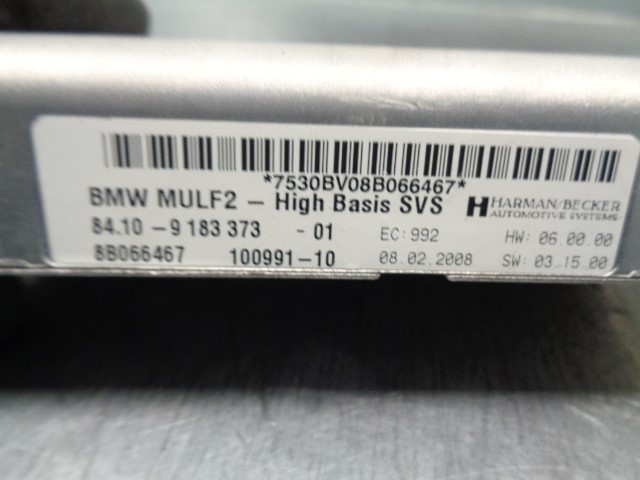 *7530BV08B066467*
BMW MULF2 – High Basis SVS
HARMAN/BECKER
AUTOMOTIVE SYSTEMS
84.10 – 9 183 373 - 01 EC: 992 HW: 06.00.00
8B066467 100991–10 08.02.2008 SW: 03.15.00